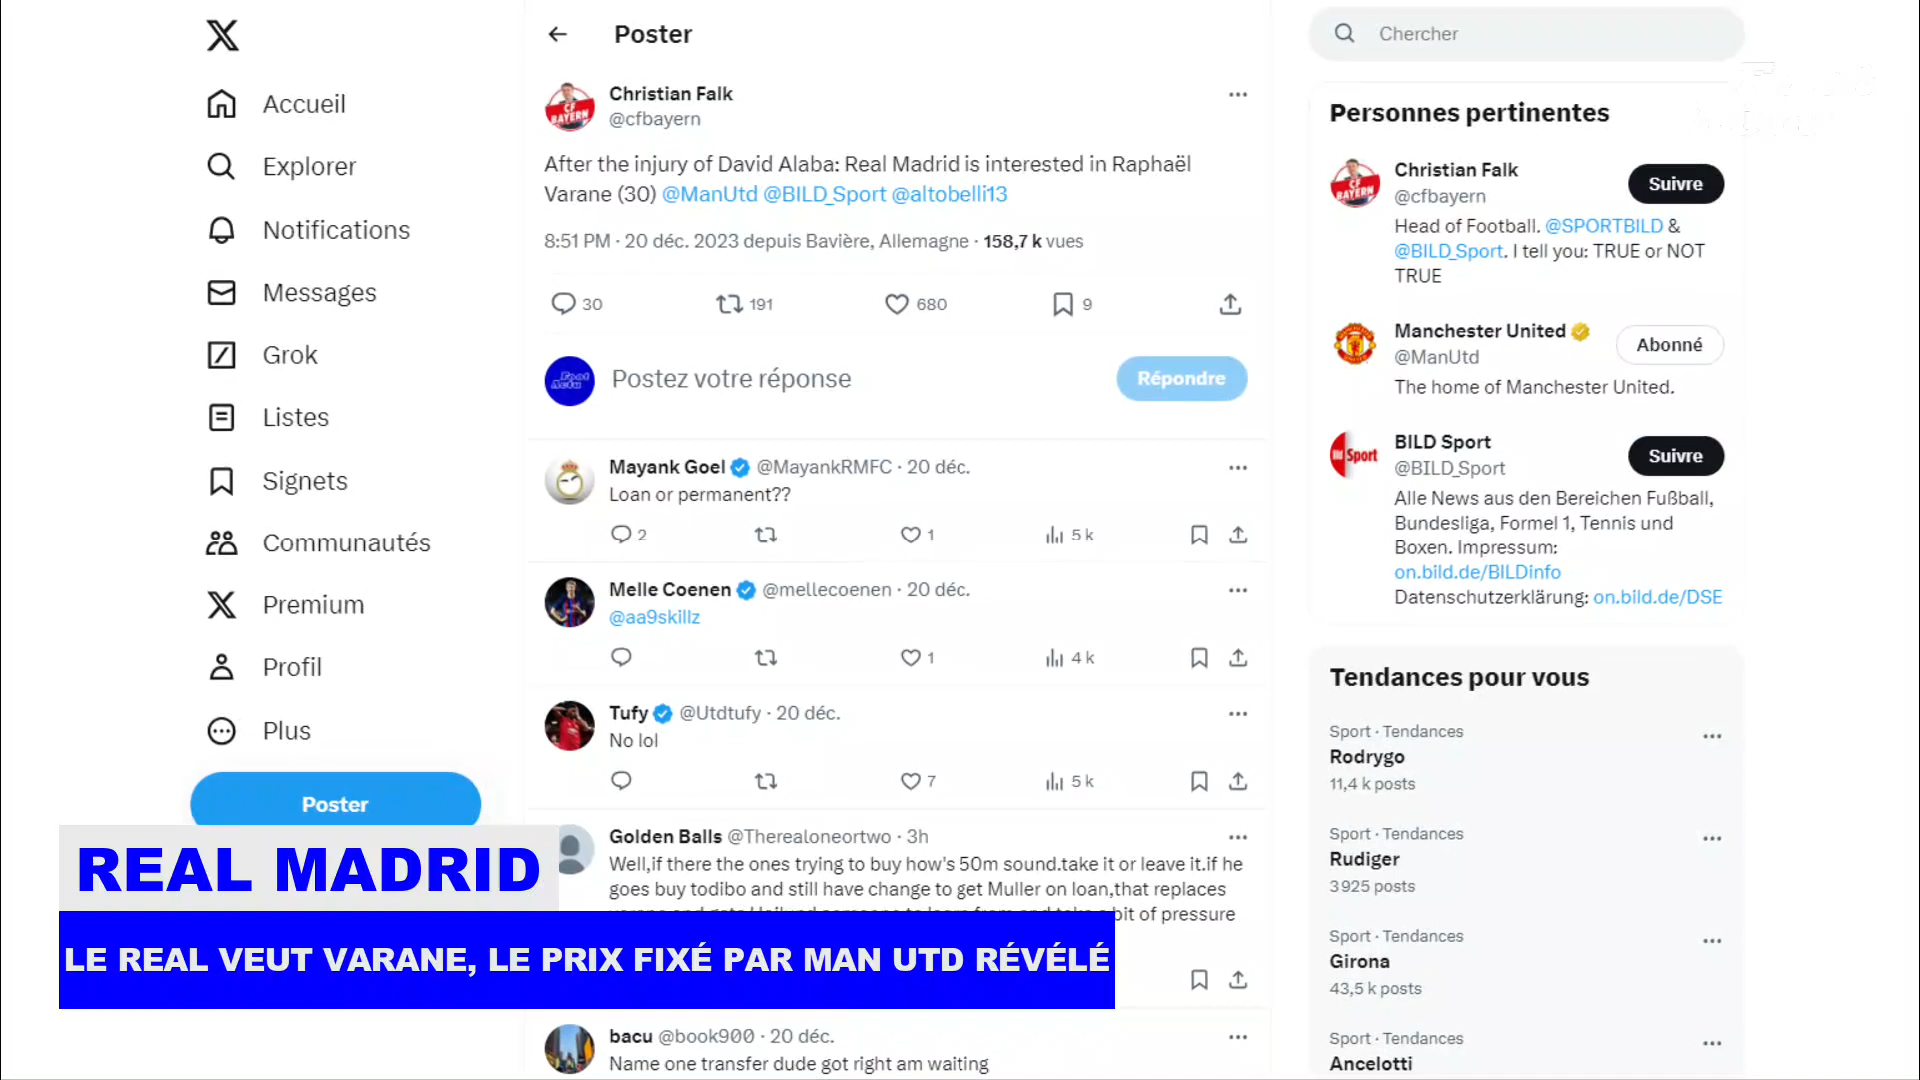 Accueil
Explorer
Notifications
Messages
Grok
Listes
Signets
Communautés
Premium
Profil
Plus
Poster
Poster
Christian Falk
@cfbayern
After the injury of David Alaba: Real Madrid is interested in Raphaël
Varane (30) @ManUtd @BILD_Sport @altobelli13
8:51 PM · 20 déc. 2023 depuis Bavière, Allemagne · 158,7 k vues
30
191
680
9
Postez votre réponse
Répondre
Mayank Goel @MayankRMFC · 20 déc.
Loan or permanent??
2
1
5 k
Melle Coenen @mellecoenen · 20 déc.
@aa9skillz
1
4 k
Tufy @Utdtufy · 20 déc.
No lol
7
5 k
Golden Balls @Therealoneortwo · 3h
Well,if there the ones trying to buy how's 50m sound.take it or leave it.if he
goes buy todibo and still have change to get Muller on loan,that replaces
bit of pressure
bacu @book900 · 20 déc.
Name one transfer dude got right am waiting
Chercher
Personnes pertinentes
Christian Falk
@cfbayern
Suivre
Head of Football. @SPORTBILD &
@BILD_Sport. I tell you: TRUE or NOT
TRUE
Manchester United
@ManUtd
Abonné
The home of Manchester United.
BILD Sport
@BILD_Sport
Suivre
Alle News aus den Bereichen Fußball,
Bundesliga, Formel 1, Tennis und
Boxen. Impressum:
on.bild.de/BILDinfo
Datenschutzerklärung: on.bild.de/DSE
Tendances pour vous
Sport · Tendances
Rodrygo
11,4 k posts
Sport · Tendances
Rudiger
3 925 posts
Sport · Tendances
Girona
43,5 k posts
Sport · Tendances
Ancelotti
REAL MADRID
LE REAL VEUT VARANE, LE PRIX FIXÉ PAR MAN UTD RÉVÉLÉ